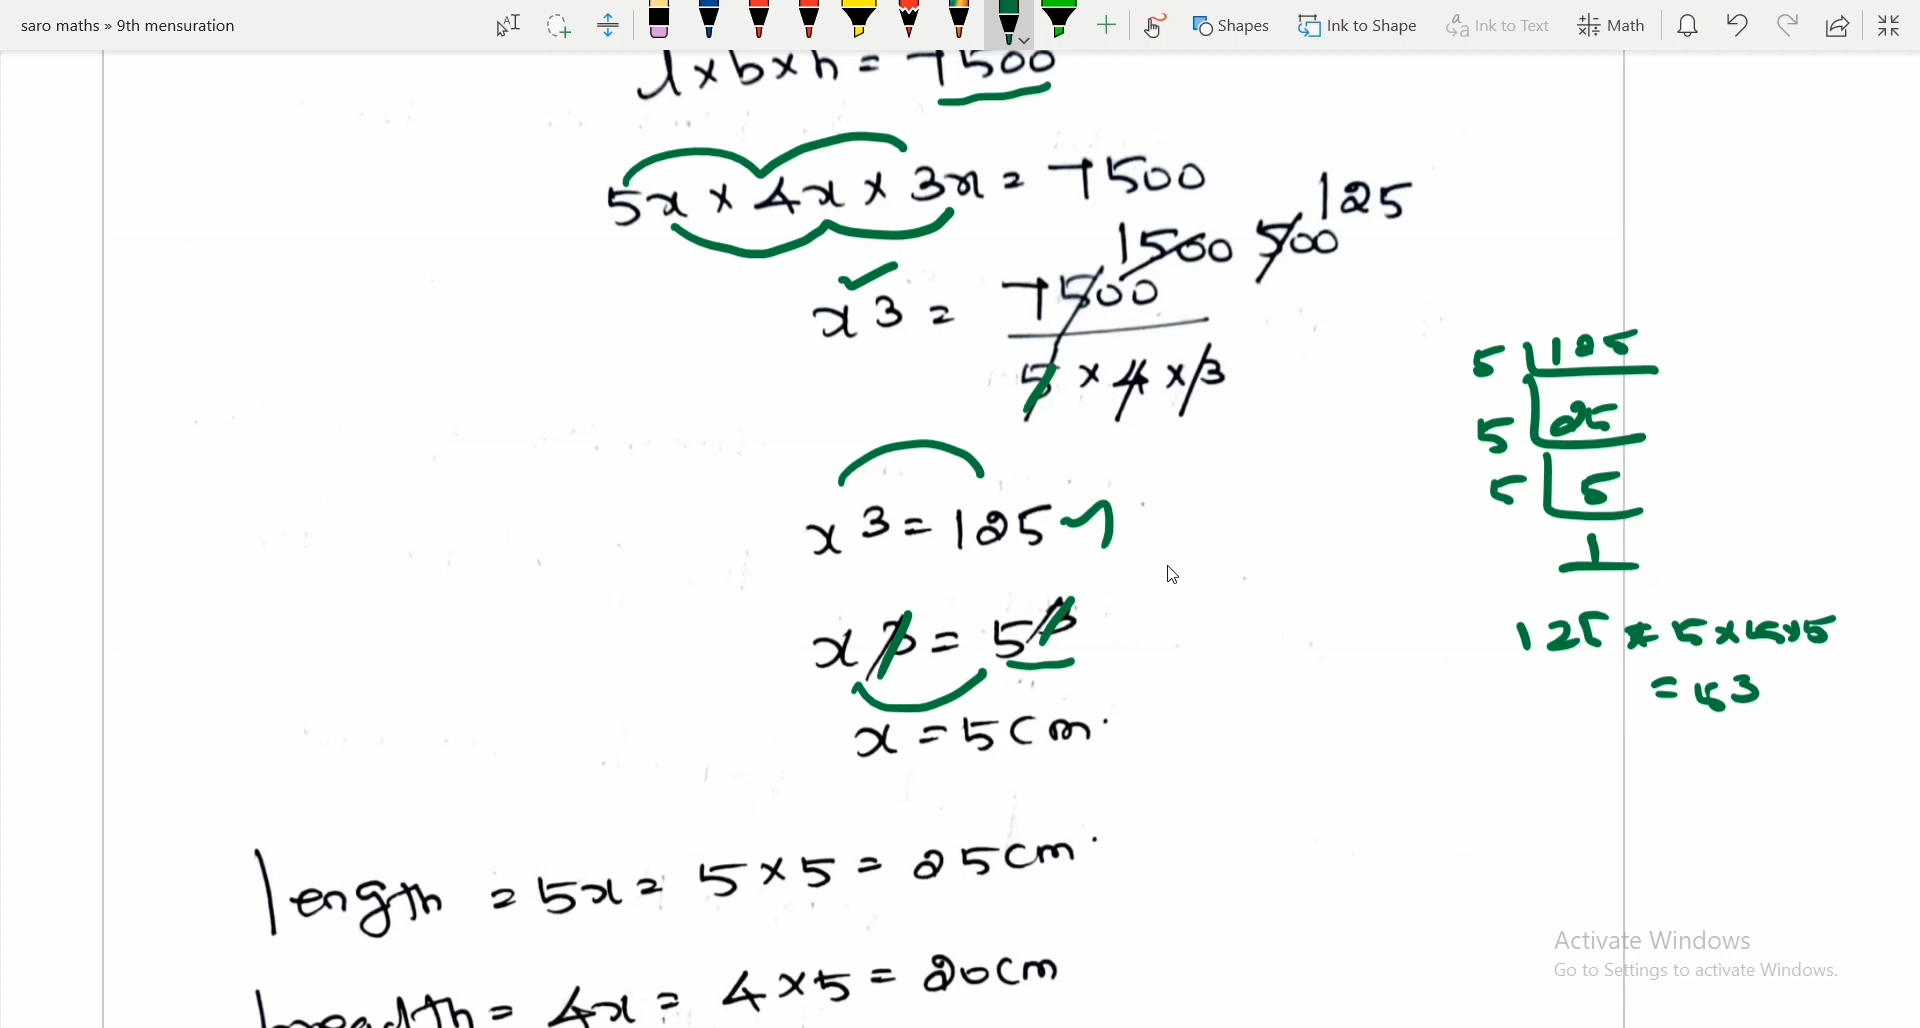 saro maths » 9th mensuration
Shapes Ink to Shape Ink to Text Math
l × b × h = 7500
5x × 4x × 3x = 7500
125
1500 500
x3 = 7500
5 × 4 × 3
x3 = 125
x3 = 53
x = 5cm.
5 125
5 25
5 5
1
125 = 5×5×5
= 53
length = 5x = 5×5 = 25cm.
breadth = 4x = 4×5 = 20cm
Activate Windows
Go to Settings to activate Windows.